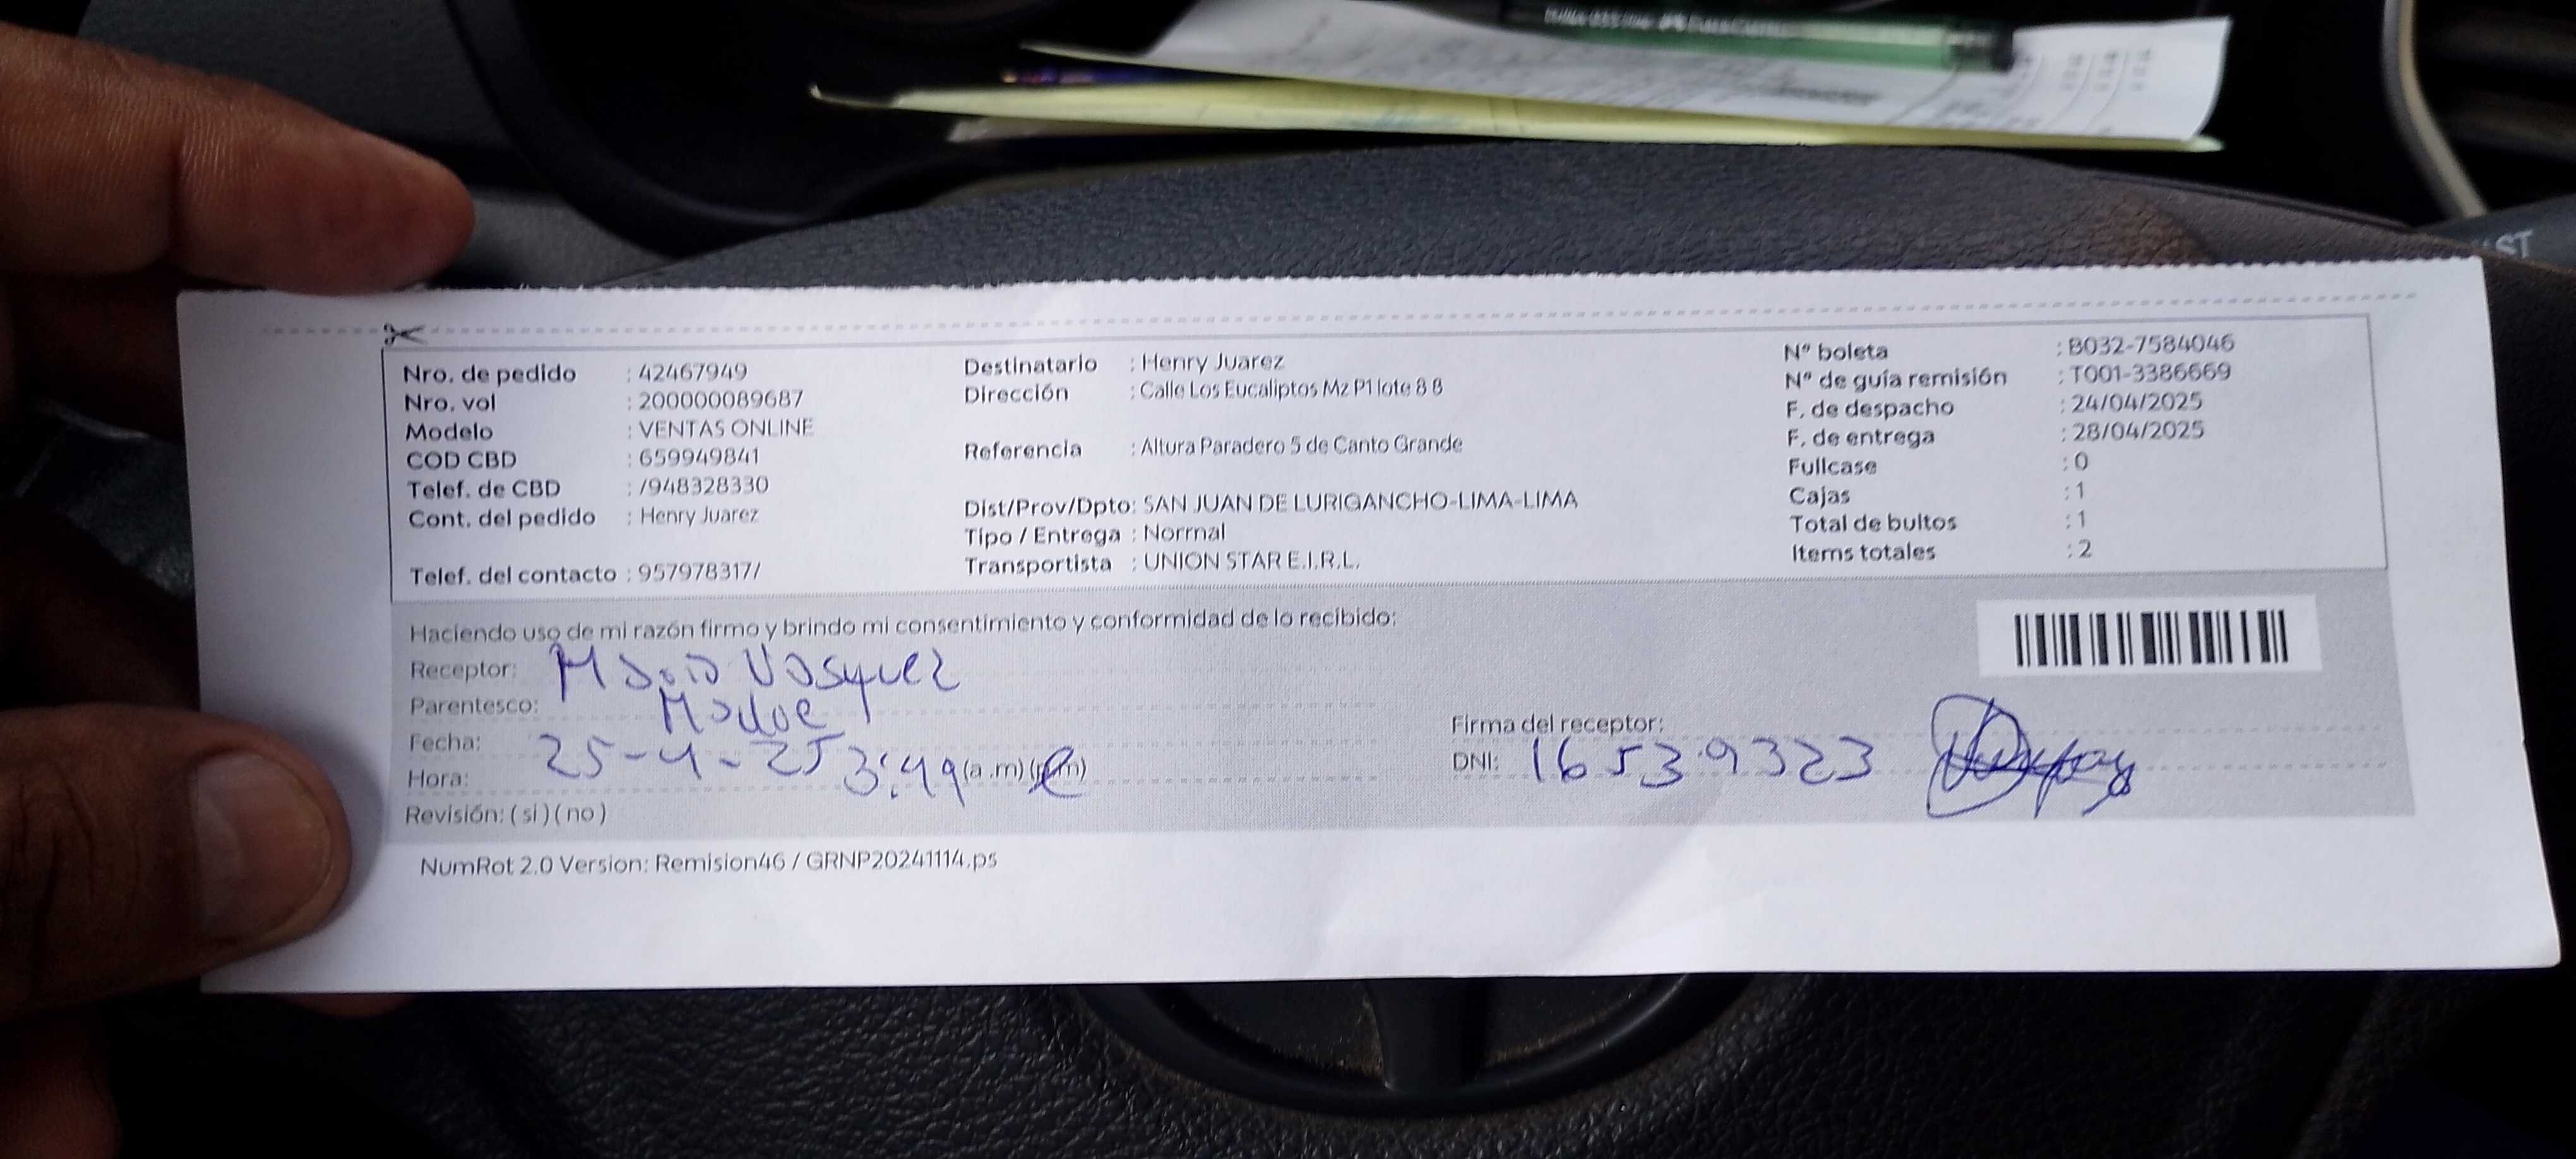 Nro. de pedido : 42467949
Nro. vol : 200000089687
Modelo : VENTAS ONLINE
COD CBD : 659949841
Telef. de CBD : /948328330
Cont. del pedido : Henry Juarez
Telef. del contacto : 957978317/
Destinatario : Henry Juarez
Dirección : Calle Los Eucaliptos Mz P1 lote 8 8
Referencia : Altura Paradero 5 de Canto Grande
Dist/Prov/Dpto: SAN JUAN DE LURIGANCHO-LIMA-LIMA
Tipo / Entrega : Normal
Transportista : UNION STAR E.I.R.L.
N° boleta : B032-7584046
N° de guía remisión : T001-3386669
F. de despacho : 24/04/2025
F. de entrega : 28/04/2025
Fullcase : 0
Cajas : 1
Total de bultos : 1
Items totales : 2
Haciendo uso de mi razón firmo y brindo mi consentimiento y conformidad de lo recibido:
Receptor: Vasquez
Parentesco: Madre
Fecha: 25-4-25
Hora: 3:49 (a.m) (p.m)
Revisión: ( si ) ( no )
Firma del receptor:
DNI: 16539323
NumRot 2.0 Version: Remision46 / GRNP20241114.ps
ST